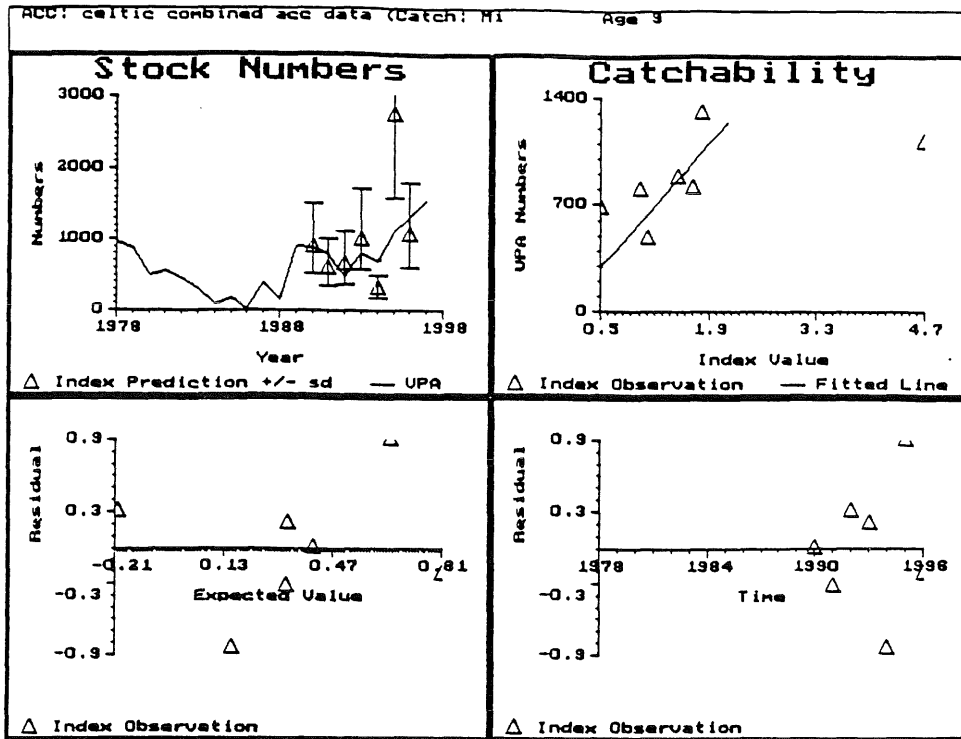 ACC: celtic combined acc data (Catch: Mi Age 3
Stock Numbers
3000
2000
1000
0
Numbers
1978 1988 1998
Year
△ Index Prediction +/- sd — VPA
Catchability
1400
700
0
VPA Numbers
0.5 1.9 3.3 4.7
Index Value
△ Index Observation — Fitted Line
0.9
0.3
-0.3
-0.9
Residual
-0.21 0.13 0.47 0.81
Expected Value
△ Index Observation
0.9
0.3
-0.3
-0.9
Residual
1978 1984 1990 1996
Time
△ Index Observation